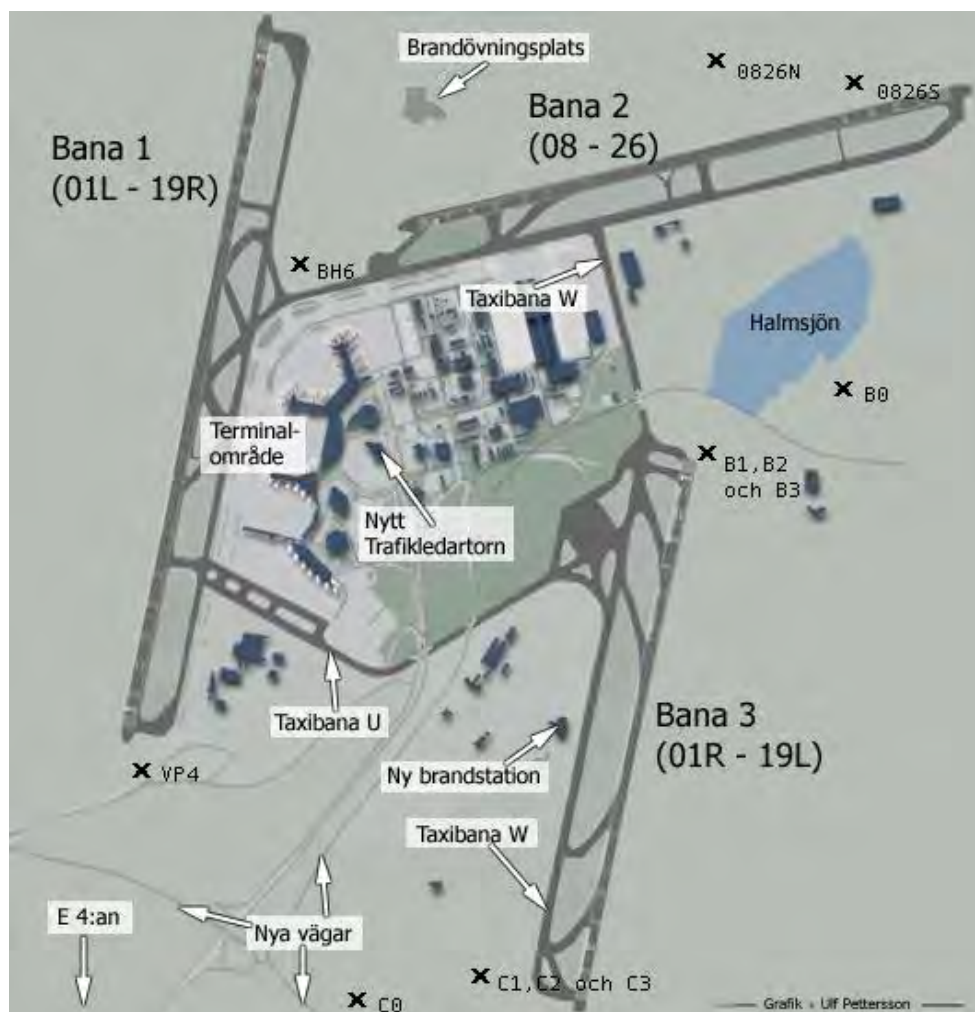 Brandövningsplats
0826N
0826S
Bana 2
(08 - 26)
Bana 1
(01L - 19R)
BH6
Taxibana W
Halmsjön
B0
Terminal-
område
B1,B2
och B3
Nytt
Trafikledartorn
Taxibana U
Bana 3
(01R - 19L)
VP4
Ny brandstation
Taxibana W
E 4:an
Nya vägar
C1,C2 och C3
C0
Grafik • Ulf Pettersson